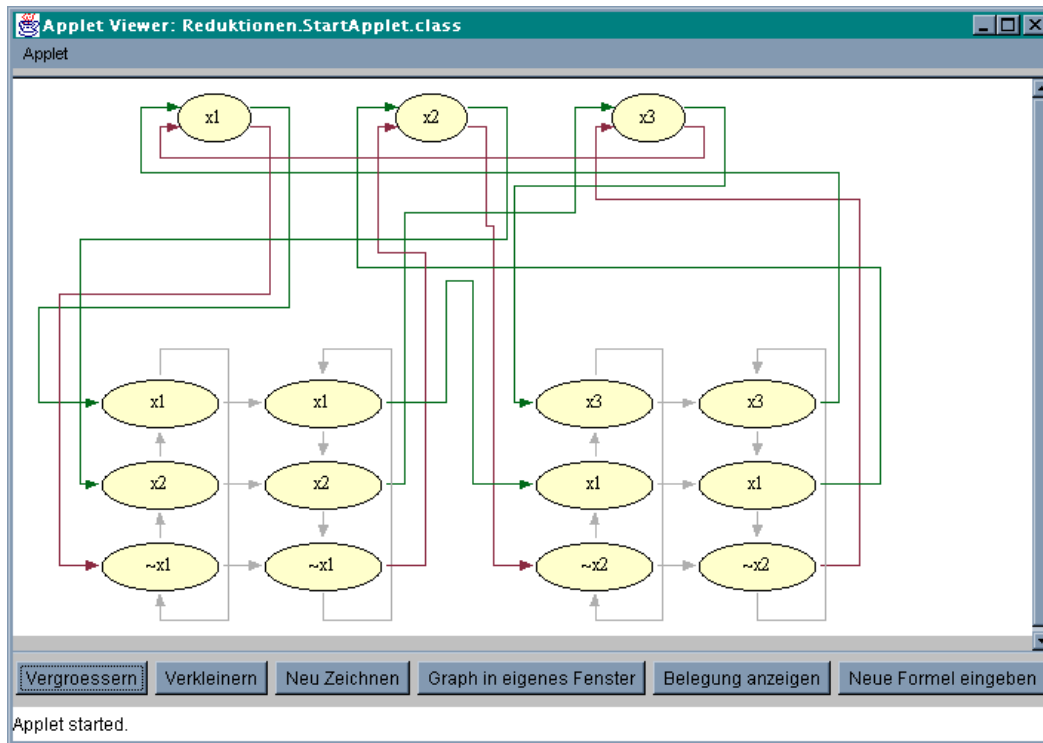 Applet Viewer: Reduktionen.StartApplet.class
Applet
x1 x2 x3
x1 x1 x3 x3
x2 x2 x1 x1
~x1 ~x1 ~x2 ~x2
Vergroessern Verkleinern Neu Zeichnen Graph in eigenes Fenster Belegung anzeigen Neue Formel eingeben
Applet started.